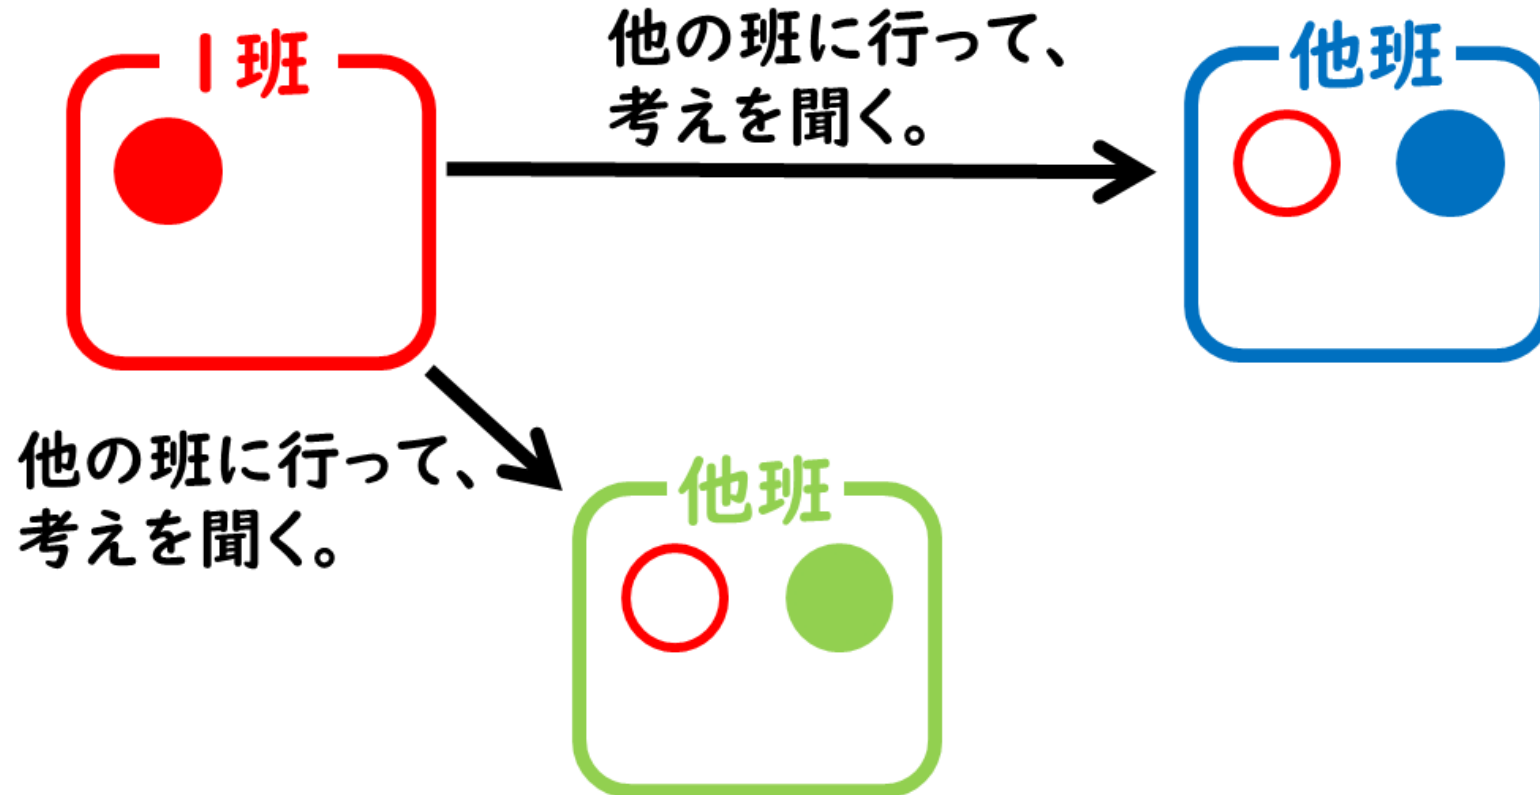 1班
他の班に行って、
考えを聞く。
他班
他の班に行って、
考えを聞く。
他班